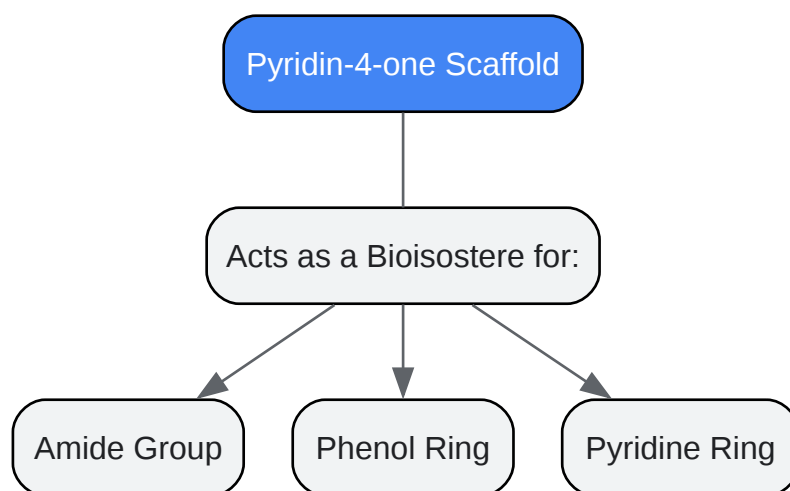 Pyridin-4-one Scaffold
Acts as a Bioisostere for:
Amide Group
Phenol Ring
Pyridine Ring